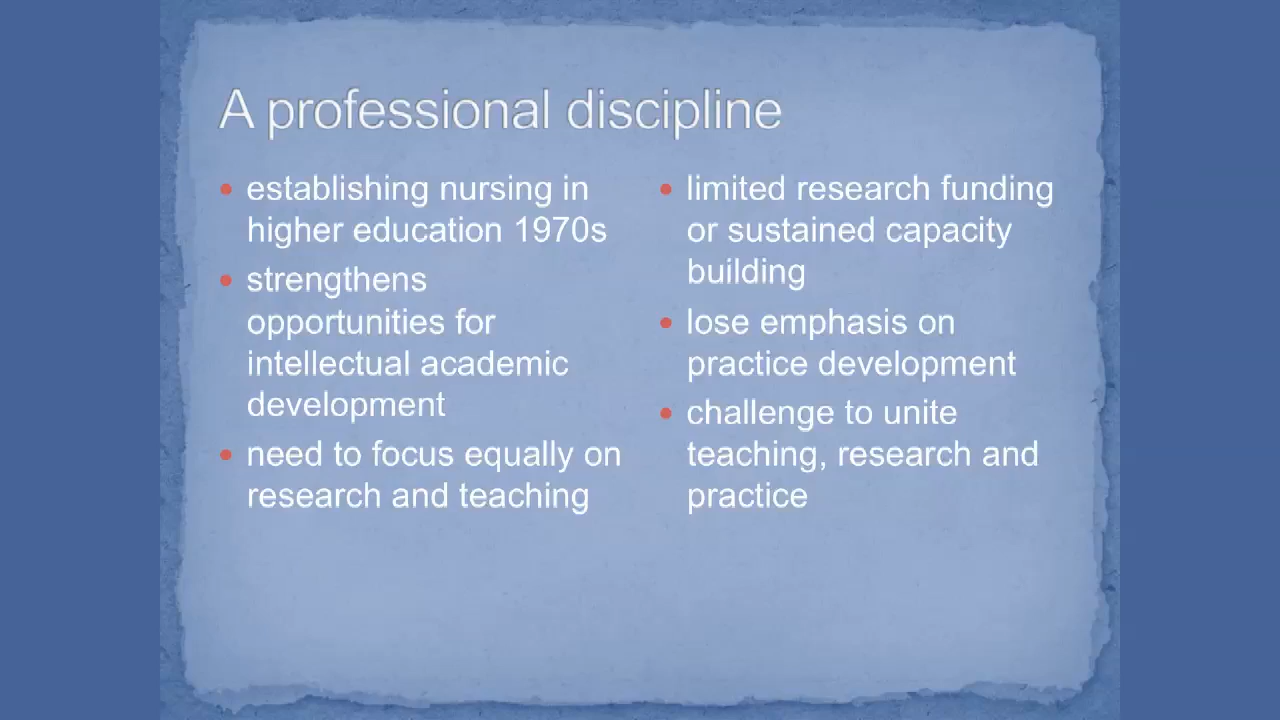 A professional discipline
establishing nursing in
higher education 1970s
strengthens
opportunities for
intellectual academic
development
need to focus equally on
research and teaching
limited research funding
or sustained capacity
building
lose emphasis on
practice development
challenge to unite
teaching, research and
practice